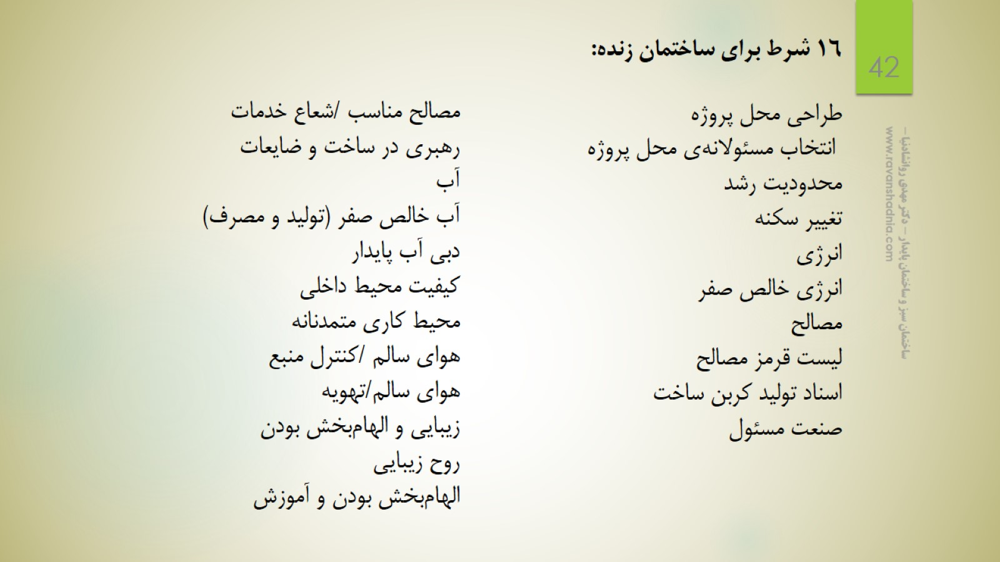 ۱۶ شرط برای ساختمان زنده:
42
طراحی محل پروژه
انتخاب مسئولانه‌ی محل پروژه
محدودیت رشد
تغییر سکنه
انرژی
انرژی خالص صفر
مصالح
لیست قرمز مصالح
اسناد تولید کربن ساخت
صنعت مسئول
مصالح مناسب /شعاع خدمات
رهبری در ساخت و ضایعات
آب
آب خالص صفر (تولید و مصرف)
دبی آب پایدار
کیفیت محیط داخلی
محیط کاری متمدنانه
هوای سالم /کنترل منبع
هوای سالم/تهویه
زیبایی و الهام‌بخش بودن
روح زیبایی
الهام‌بخش بودن و آموزش
ساختمان سبز و ساختمان پایدار – دکتر مهدی روانشادنیا –
www.ravanshadnia.com